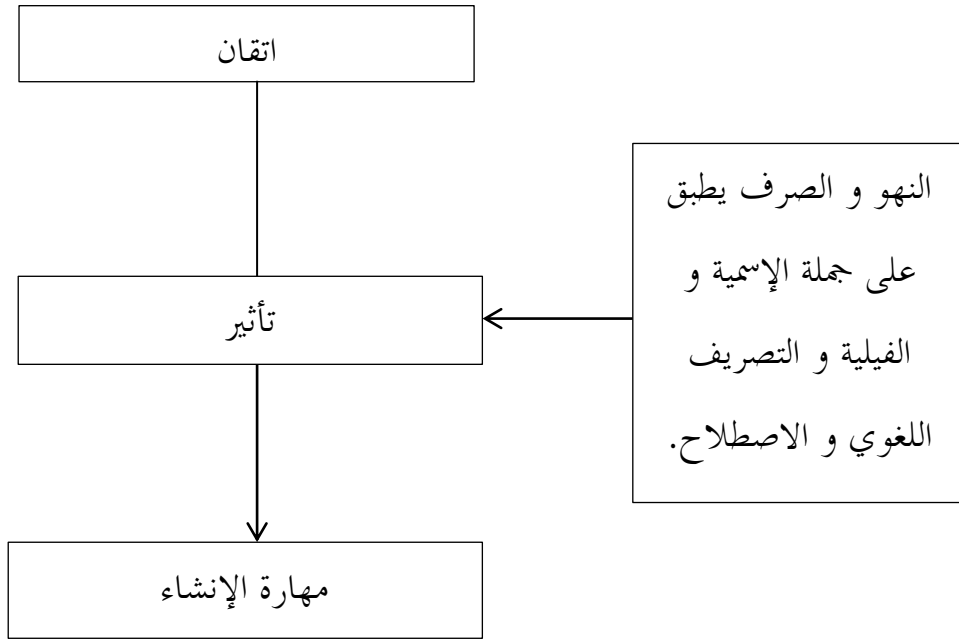 اتقان
النهو و الصرف يطبق
على جملة الإسمية و
الفيلية و التصريف
اللغوي و الاصطلاح.
تأثير
مهارة الإنشاء